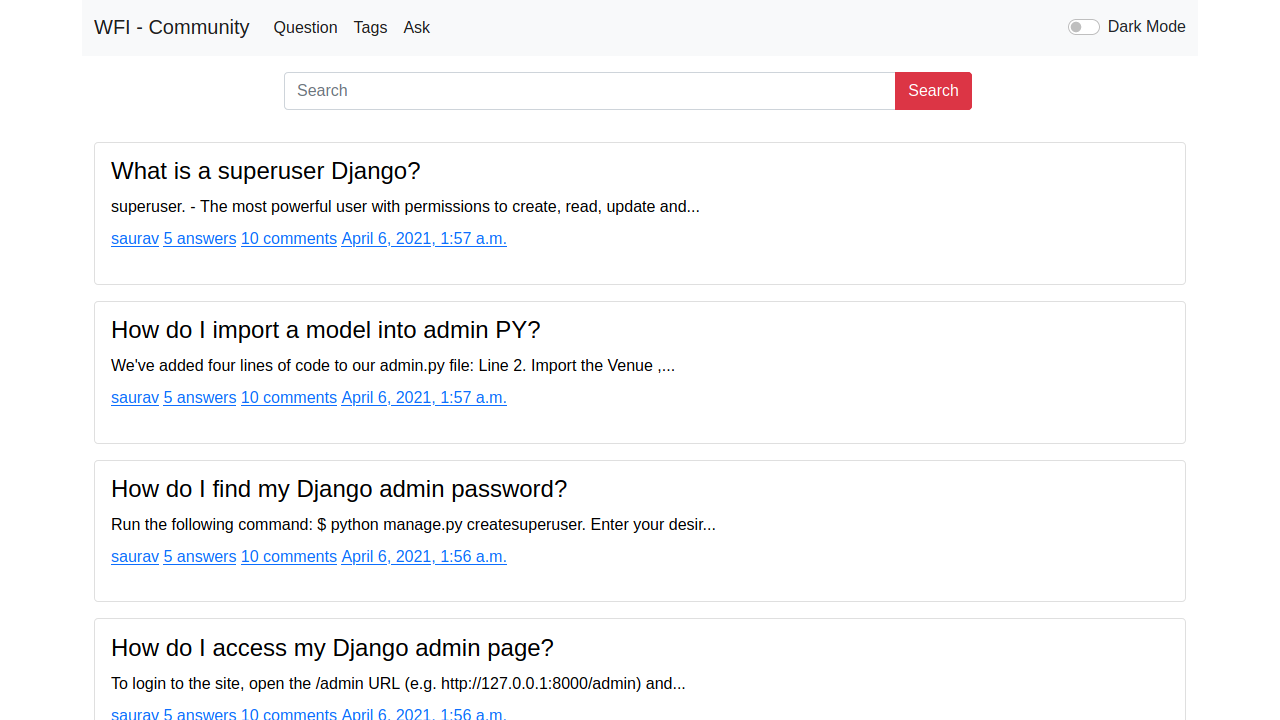 WFI - Community Question Tags Ask Dark Mode
Search Search
What is a superuser Django?
superuser. - The most powerful user with permissions to create, read, update and...
saurav 5 answers 10 comments April 6, 2021, 1:57 a.m.
How do I import a model into admin PY?
We've added four lines of code to our admin.py file: Line 2. Import the Venue ,...
saurav 5 answers 10 comments April 6, 2021, 1:57 a.m.
How do I find my Django admin password?
Run the following command: $ python manage.py createsuperuser. Enter your desir...
saurav 5 answers 10 comments April 6, 2021, 1:56 a.m.
How do I access my Django admin page?
To login to the site, open the /admin URL (e.g. http://127.0.0.1:8000/admin) and...
saurav 5 answers 10 comments April 6, 2021, 1:56 a.m.